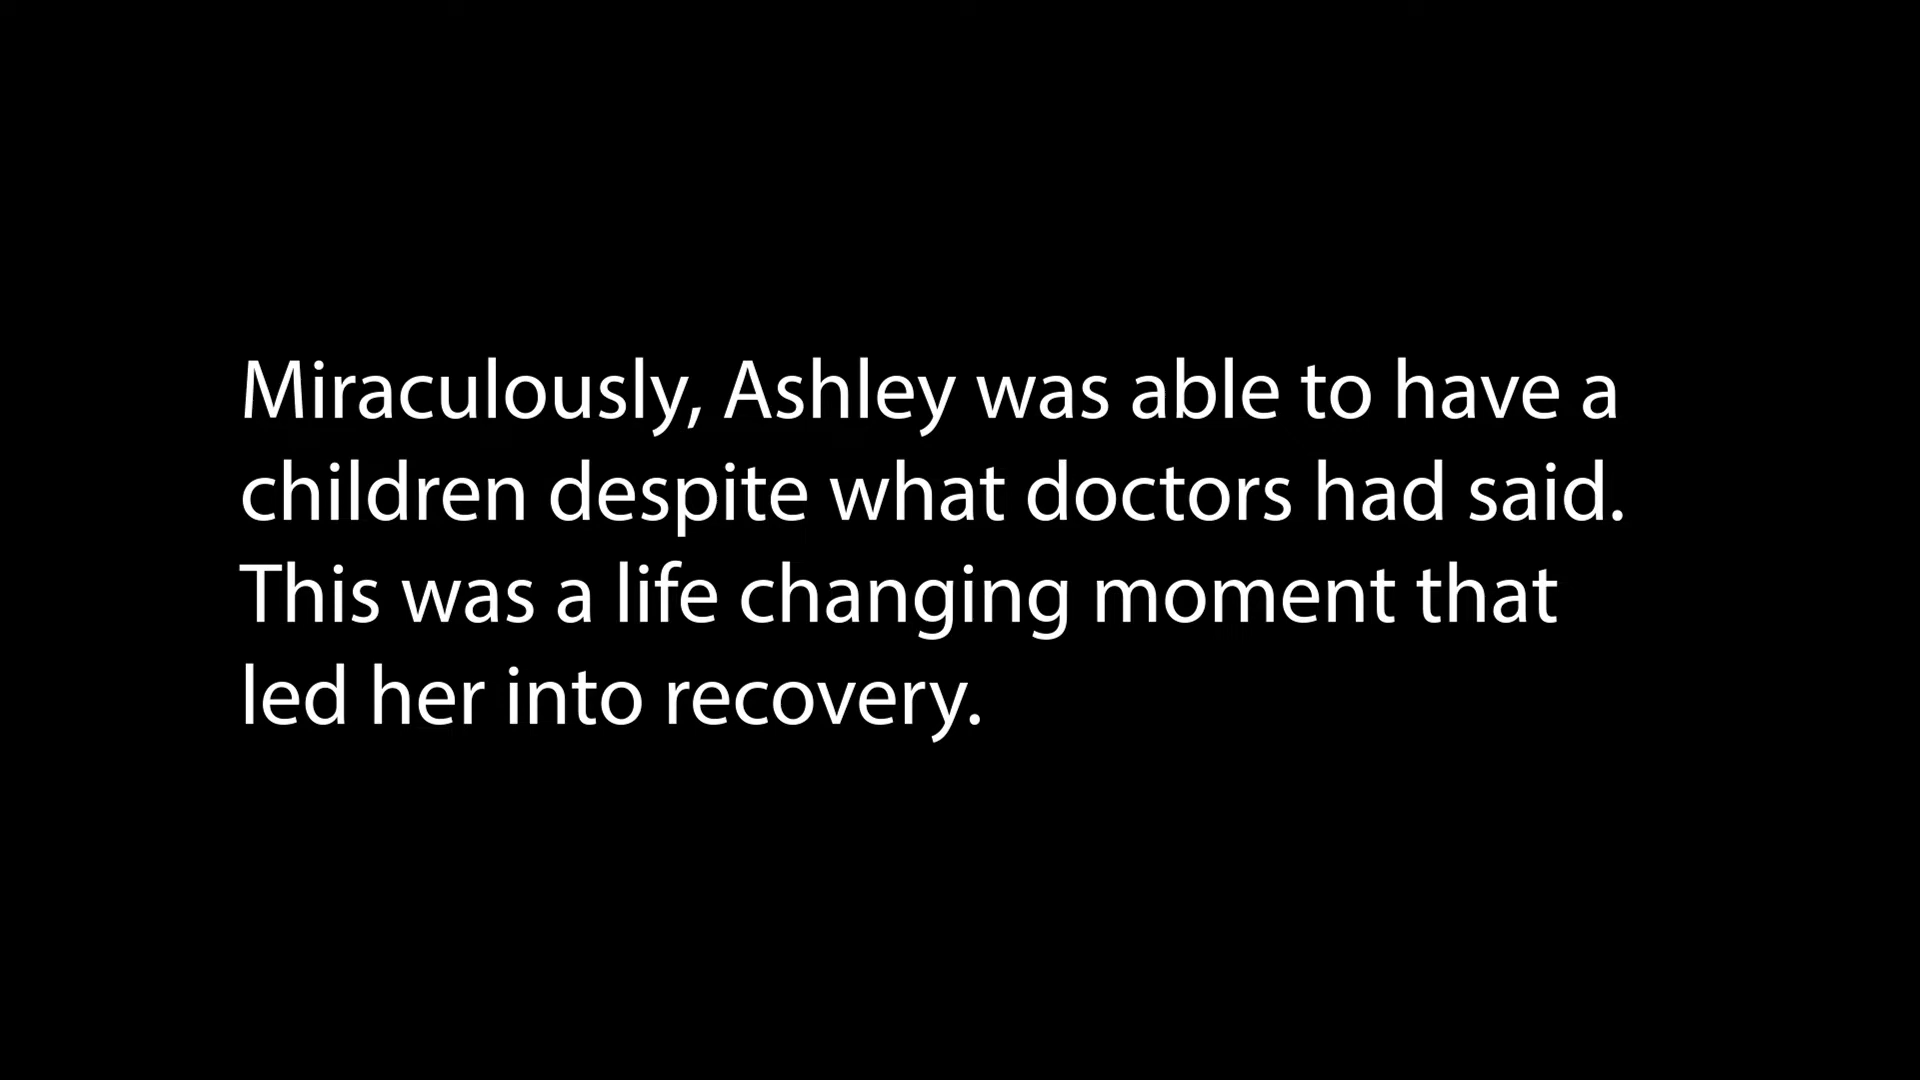 Miraculously, Ashley was able to have a
children despite what doctors had said.
This was a life changing moment that
led her into recovery.